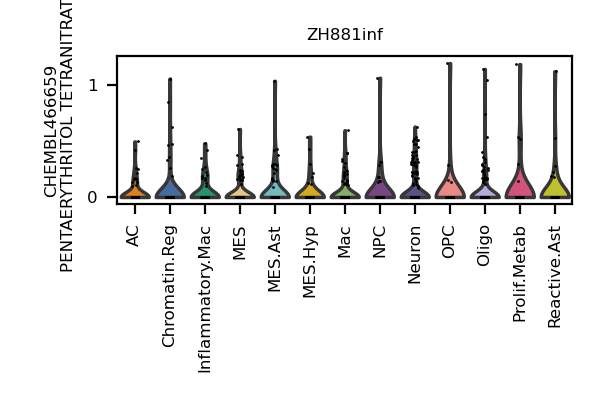 ZH881inf
CHEMBL466659
PENTAERYTHRITOL TETRANITRAT
1
0
AC
Chromatin.Reg
Inflammatory.Mac
MES
MES.Ast
MES.Hyp
Mac
NPC
Neuron
OPC
Oligo
Prolif.Metab
Reactive.Ast